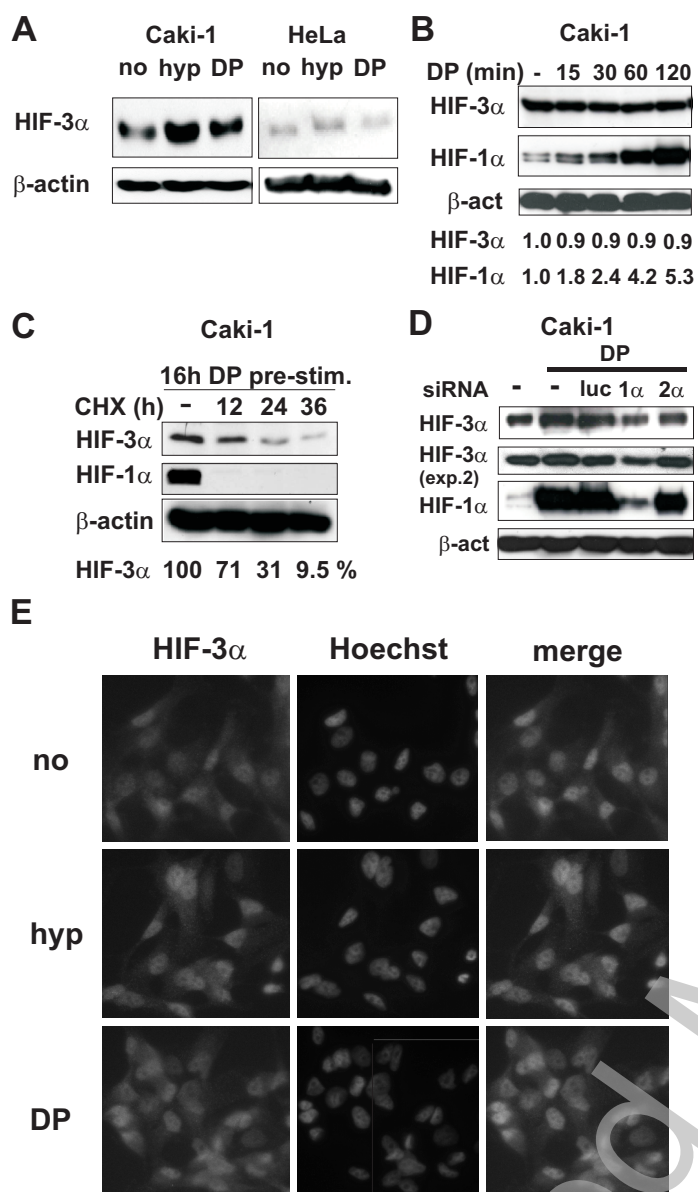 A
Caki-1 HeLa
no hyp DP no hyp DP
HIF-3α
β-actin
B
Caki-1
DP (min) - 15 30 60 120
HIF-3α
HIF-1α
β-act
HIF-3α 1.0 0.9 0.9 0.9 0.9
HIF-1α 1.0 1.8 2.4 4.2 5.3
C
Caki-1
16h DP pre-stim.
CHX (h) - 12 24 36
HIF-3α
HIF-1α
β-actin
HIF-3α 100 71 31 9.5 %
D
Caki-1
DP
siRNA - - luc 1α 2α
HIF-3α
HIF-3α
(exp.2)
HIF-1α
β-act
E
HIF-3α Hoechst merge
no
hyp
DP